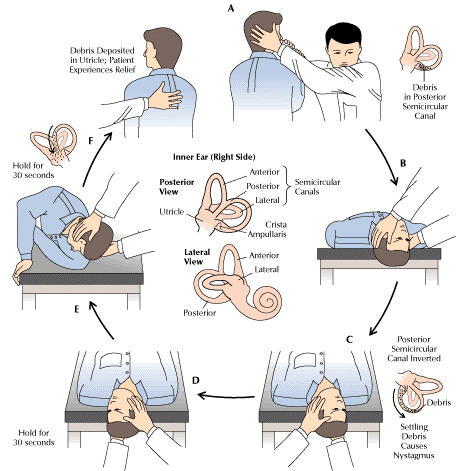 A
Debris Deposited
in Utricle; Patient
Experiences Relief
Debris
in Posterior
Semicircular
Canal
F
Hold for
30 seconds
B
Inner Ear (Right Side)
Posterior
View
Anterior
Posterior
Lateral
Semicircular
Canals
Utricle
Crista
Ampullaris
Lateral
View
Anterior
Lateral
Posterior
E
C
Posterior
Semicircular
Canal Inverted
Debris
Settling
Debris
Causes
Nystagmus
D
Hold for
30 seconds